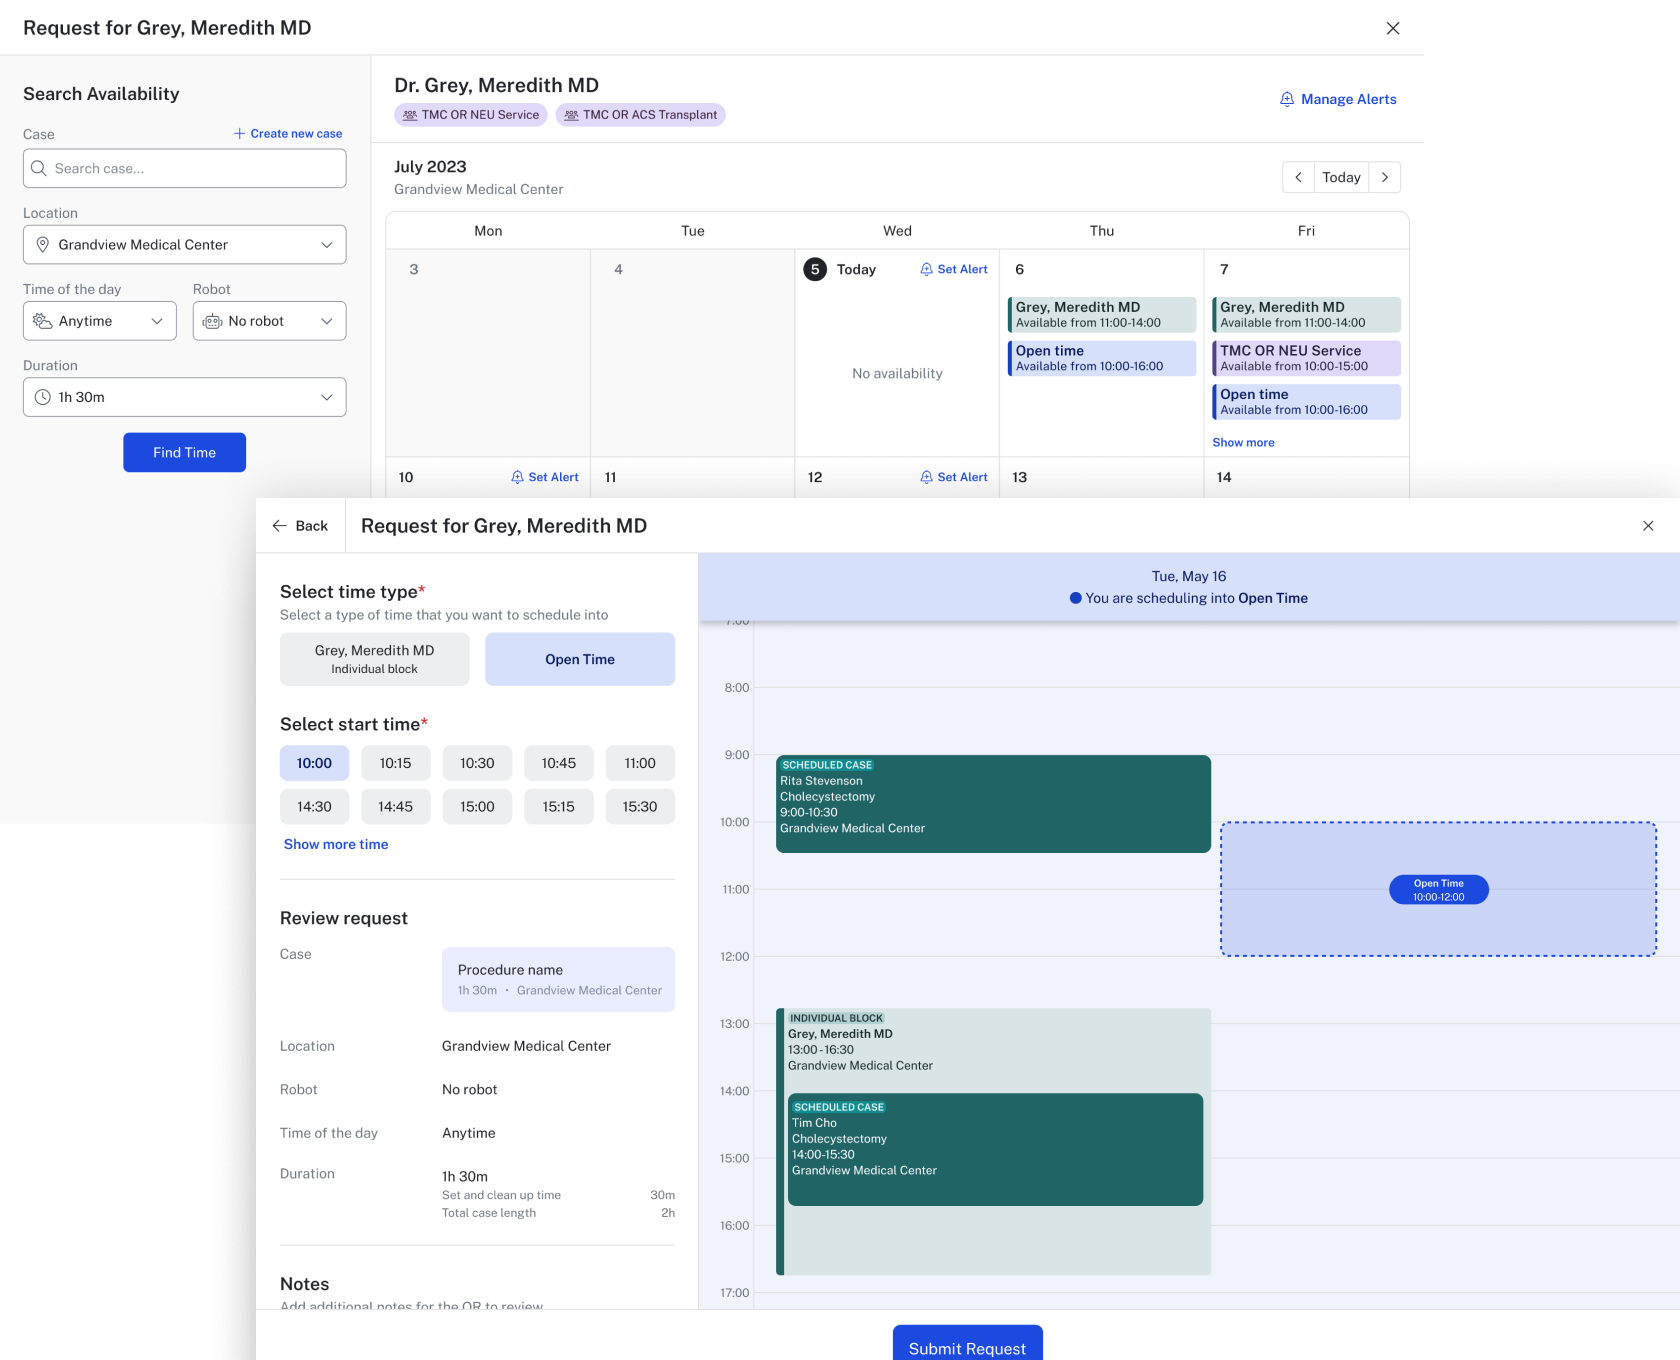 Request for Grey, Meredith MD
Search Availability
Case
Create new case
Search case...
Location
Grandview Medical Center
Time of the day
Robot
Anytime
No robot
Duration
1h 30m
Find Time
Dr. Grey, Meredith MD
TMC OR NEU Service
TMC OR ACS Transplant
Manage Alerts
July 2023
Grandview Medical Center
Today
Mon
Tue
Wed
Thu
Fri
3
4
5 Today
Set Alert
No availability
6
Grey, Meredith MD
Available from 11:00-14:00
Open time
Available from 10:00-16:00
7
Grey, Meredith MD
Available from 11:00-14:00
TMC OR NEU Service
Available from 10:00-15:00
Open time
Available from 10:00-16:00
Show more
10
Set Alert
11
12
Set Alert
13
14
Back
Request for Grey, Meredith MD
Select time type*
Select a type of time that you want to schedule into
Grey, Meredith MD
Individual block
Open Time
Select start time*
10:00
10:15
10:30
10:45
11:00
14:30
14:45
15:00
15:15
15:30
Show more time
Review request
Case
Procedure name
1h 30m • Grandview Medical Center
Location
Grandview Medical Center
Robot
No robot
Time of the day
Anytime
Duration
1h 30m
Set and clean up time
30m
Total case length
2h
Notes
Add additional notes for the OR to review
Tue, May 16
You are scheduling into Open Time
7:00
8:00
9:00
10:00
11:00
12:00
13:00
14:00
15:00
16:00
17:00
SCHEDULED CASE
Rita Stevenson
Cholecystectomy
9:00-10:30
Grandview Medical Center
Open Time
10:00-12:00
INDIVIDUAL BLOCK
Grey, Meredith MD
13:00 - 16:30
Grandview Medical Center
SCHEDULED CASE
Tim Cho
Cholecystectomy
14:00-15:30
Grandview Medical Center
Submit Request